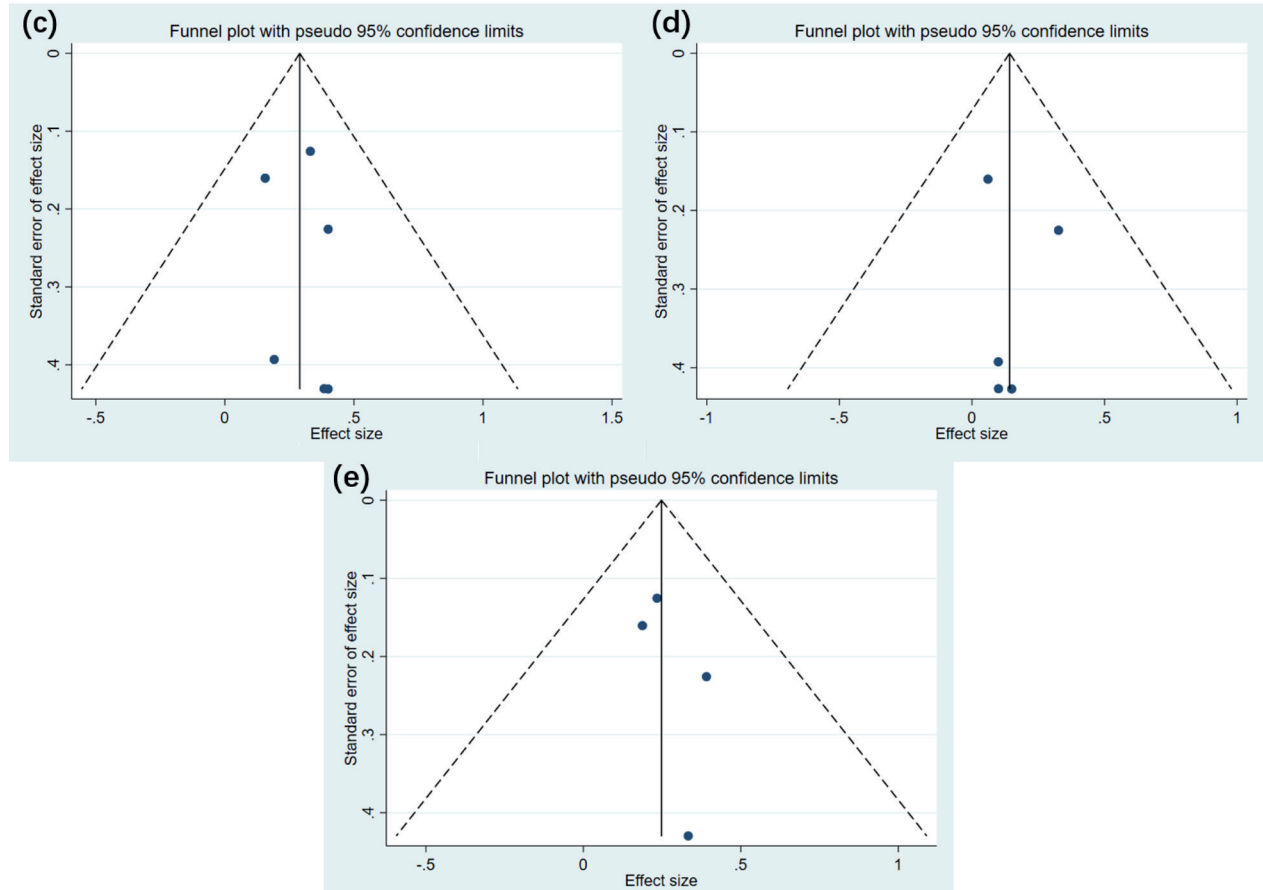 (c)
Funnel plot with pseudo 95% confidence limits
Standard error of effect size
0
.1
.2
.3
.4
-.5
0
.5
1
1.5
Effect size
(d)
Funnel plot with pseudo 95% confidence limits
Standard error of effect size
0
.1
.2
.3
.4
-1
-.5
0
.5
1
Effect size
(e)
Funnel plot with pseudo 95% confidence limits
Standard error of effect size
0
.1
.2
.3
.4
-.5
0
.5
1
Effect size